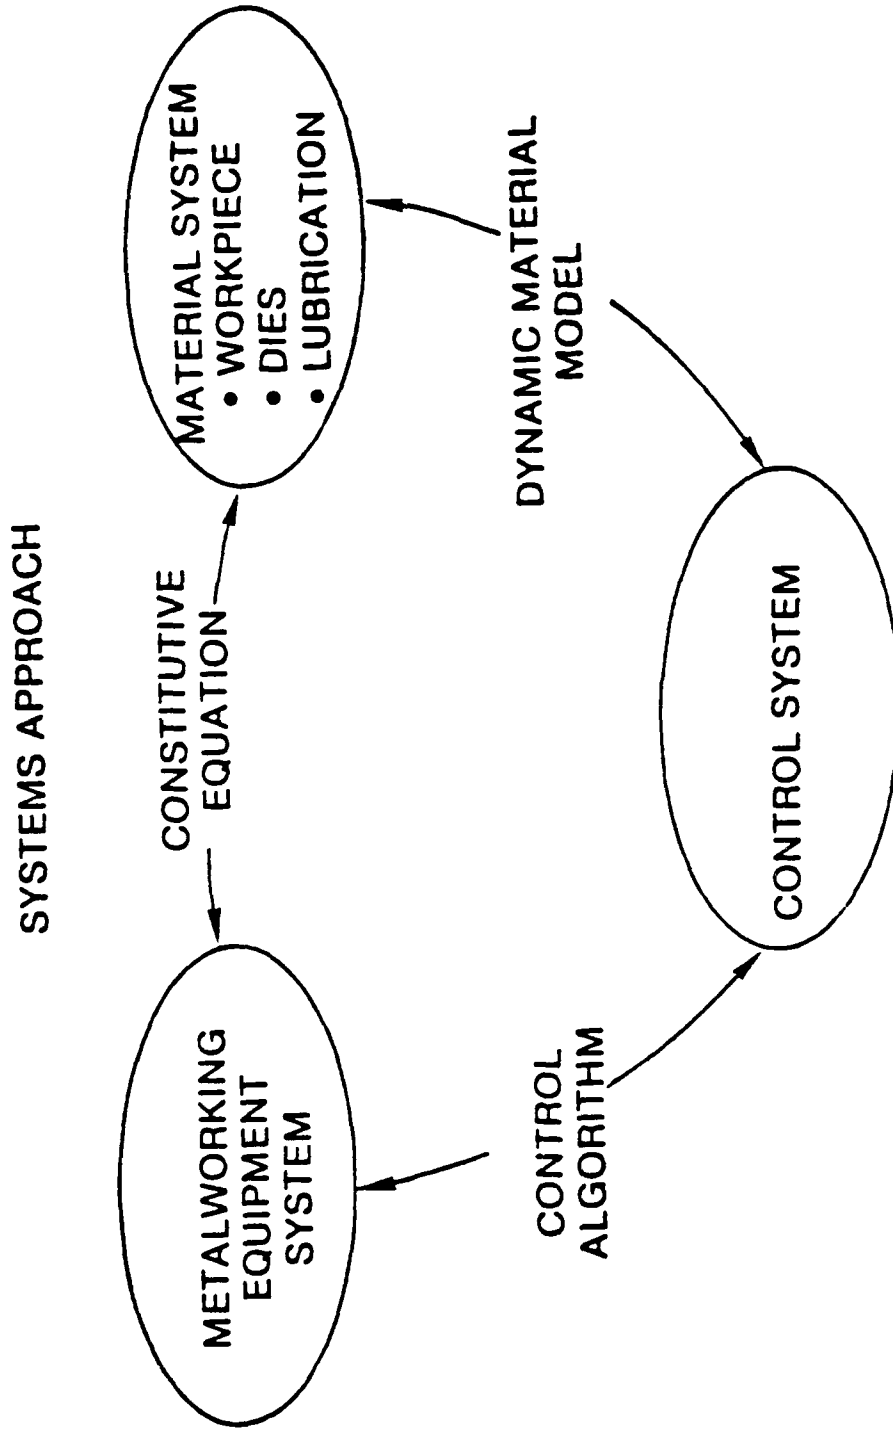 SYSTEMS APPROACH
METALWORKING
EQUIPMENT
SYSTEM
CONSTITUTIVE
EQUATION
MATERIAL SYSTEM
• WORKPIECE
• DIES
• LUBRICATION
CONTROL
ALGORITHM
DYNAMIC MATERIAL
MODEL
CONTROL SYSTEM